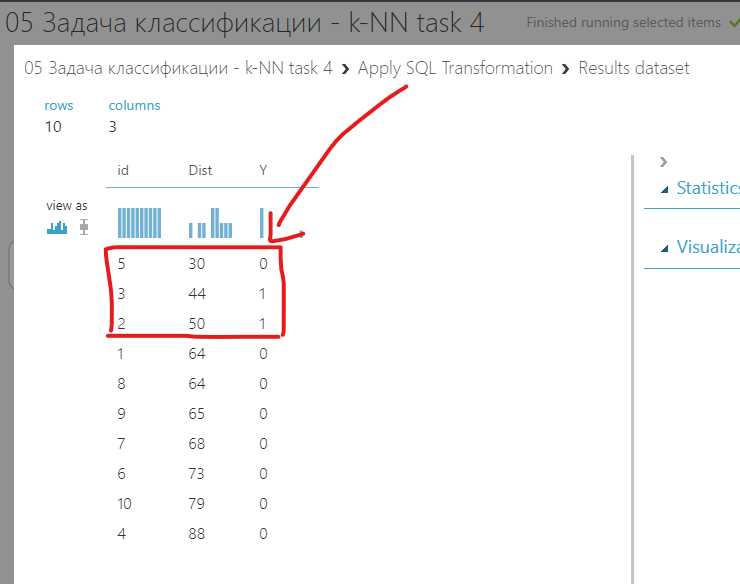 05 Задача классификации - k-NN task 4 Finished running selected items
05 Задача классификации - k-NN task 4 › Apply SQL Transformation › Results dataset
rows columns
10 3
id Dist Y
view as
5 30 0
3 44 1
2 50 1
1 64 0
8 64 0
9 65 0
7 68 0
6 73 0
10 79 0
4 88 0
Statistic
Visualiza